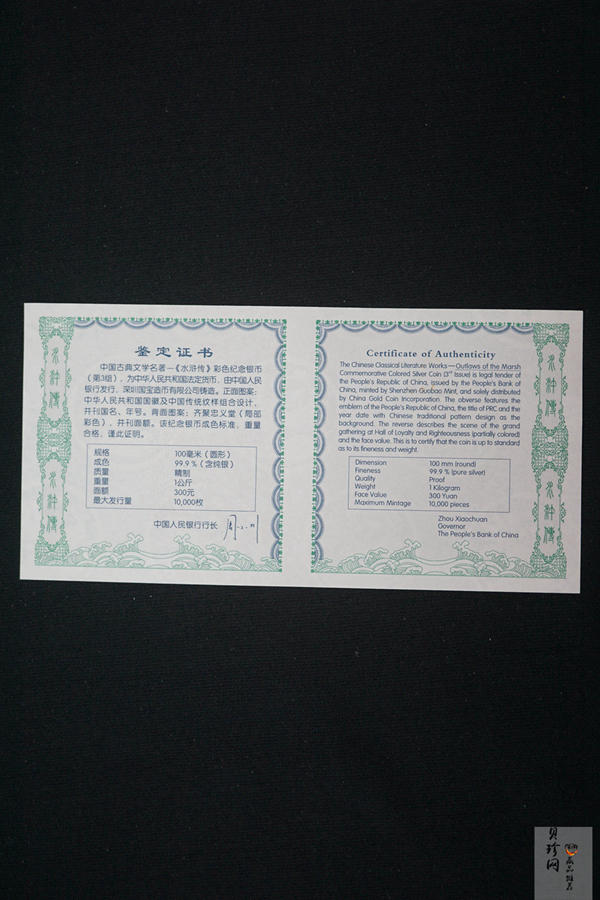 鉴定证书
中国古典文学名著—《水浒传》彩色纪念银币
（第3组），为中华人民共和国法定货币，由中国人民
银行发行，深圳国宝造币有限公司铸造。正面图案：
中华人民共和国国徽及中国传统纹样组合设计，
并刊国名、年号。背面图案：齐聚忠义堂（局部
彩色），并刊面额。该纪念银币成色标准，重量
合格，谨此证明。
规格 100毫米（圆形）
成色 99.9%（含纯银）
质量 精制
重量 1公斤
面额 300元
最大发行量 10,000枚
中国人民银行行长
Certificate of Authenticity
The Chinese Classical Literature Works—Outlaws of the Marsh
Commemorative Colored Silver Coin (3rd Issue) is legal tender of
the People's Republic of China, issued by the People's Bank of
China, minted by Shenzhen Guobao Mint, and solely distributed
by China Gold Coin Incorporation. The obverse features the
emblem of the People's Republic of China, the title of PRC and the
year date with Chinese traditional pattern design as the
background. The reverse describes the scene of the grand
gathering at Hall of Loyalty and Righteousness (partially colored)
and the face value. This is to certify that the coin is up to standard
as to its fineness and weight.
Dimension 100 mm (round)
Fineness 99.9 % (pure silver)
Quality Proof
Weight 1 Kilogram
Face Value 300 Yuan
Maximum Mintage 10,000 pieces
Zhou Xiaochuan
Governor
The People's Bank of China
水浒传
水浒传
水浒传
水浒传
贝珍网
藏品推荐